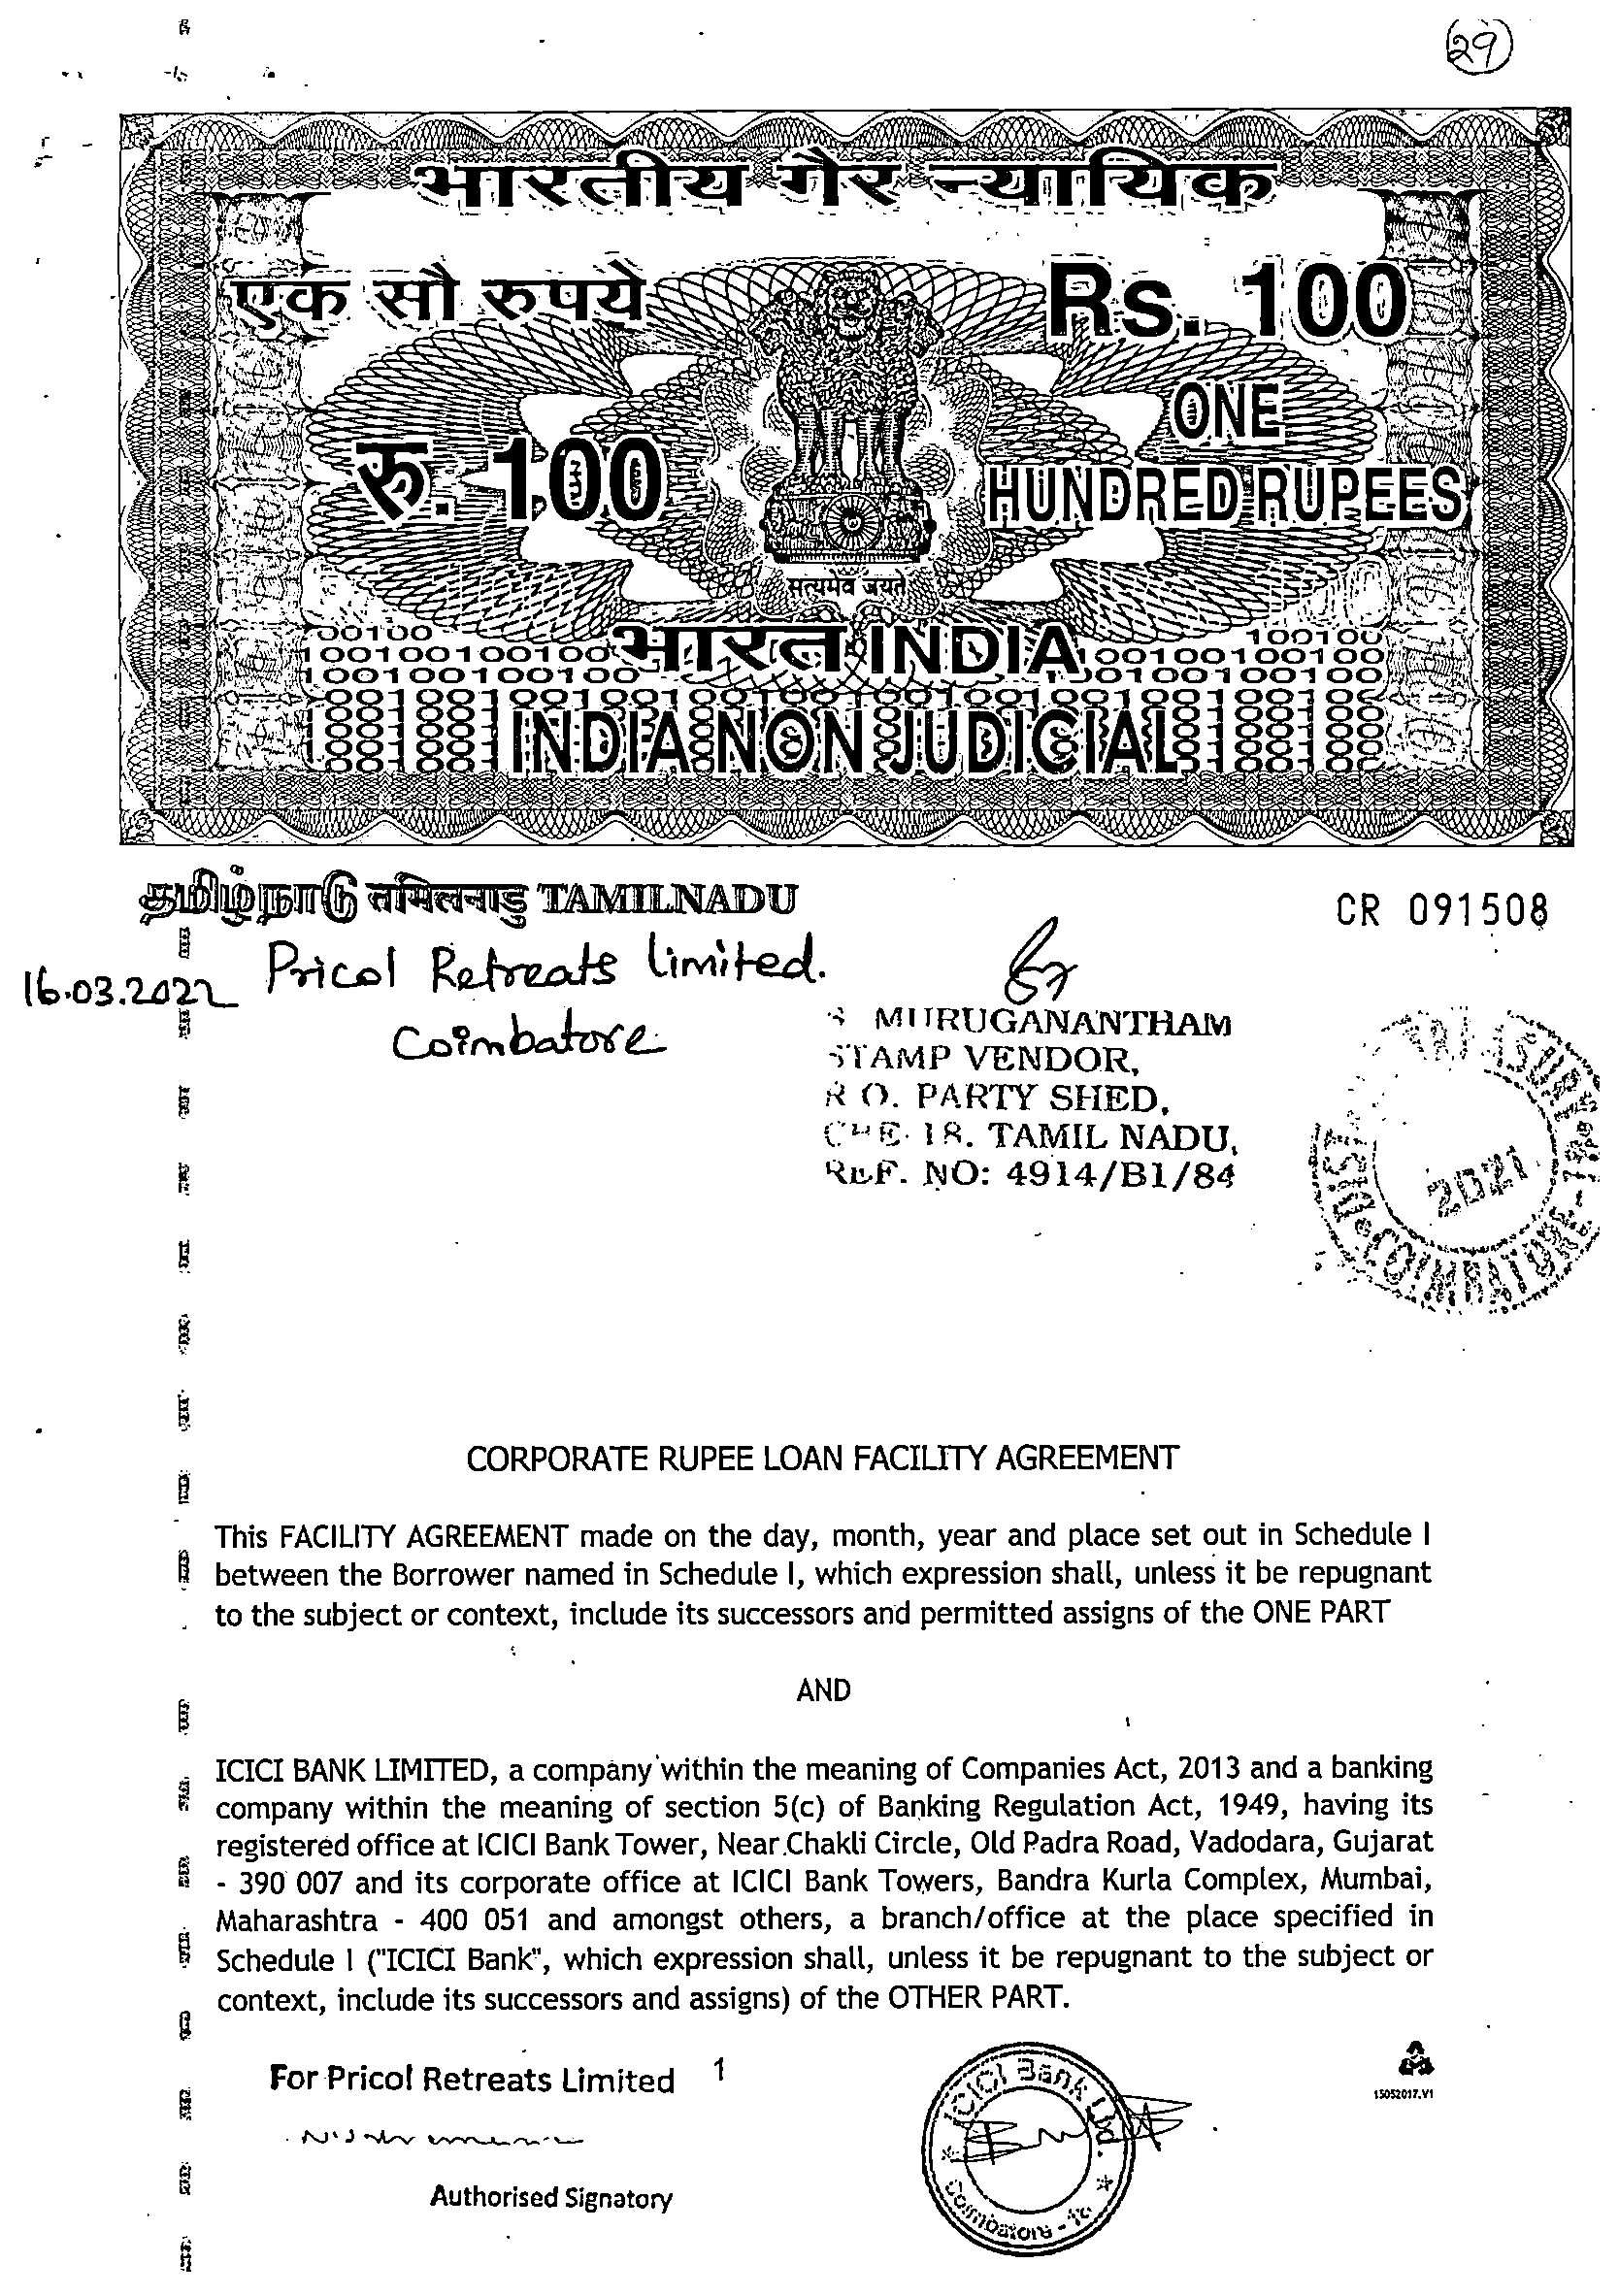 29
भारतीय गैर न्यायिक
एक सौ रुपये
Rs. 100
रु. 100
ONE
HUNDRED RUPEES
सत्यमेव जयते
भारत INDIA
INDIA NON JUDICIAL
தமிழ்நாடு तमिलनाडु TAMILNADU
CR 091508
16.03.2022
Pricol Retreats Limited.
Coimbatore
MURUGANANTHAM
STAMP VENDOR,
R O. PARTY SHED,
CBE-18. TAMIL NADU,
REF. NO: 4914/B1/84
2021
DIST. COIMBATORE
CORPORATE RUPEE LOAN FACILITY AGREEMENT
This FACILITY AGREEMENT made on the day, month, year and place set out in Schedule I
between the Borrower named in Schedule I, which expression shall, unless it be repugnant
to the subject or context, include its successors and permitted assigns of the ONE PART
AND
ICICI BANK LIMITED, a company within the meaning of Companies Act, 2013 and a banking
company within the meaning of section 5(c) of Banking Regulation Act, 1949, having its
registered office at ICICI Bank Tower, Near Chakli Circle, Old Padra Road, Vadodara, Gujarat
- 390 007 and its corporate office at ICICI Bank Towers, Bandra Kurla Complex, Mumbai,
Maharashtra - 400 051 and amongst others, a branch/office at the place specified in
Schedule I ("ICICI Bank", which expression shall, unless it be repugnant to the subject or
context, include its successors and assigns) of the OTHER PART.
For Pricol Retreats Limited
1
Authorised Signatory
ICICI Bank Ltd.
Coimbatore - 18
15052017.V1